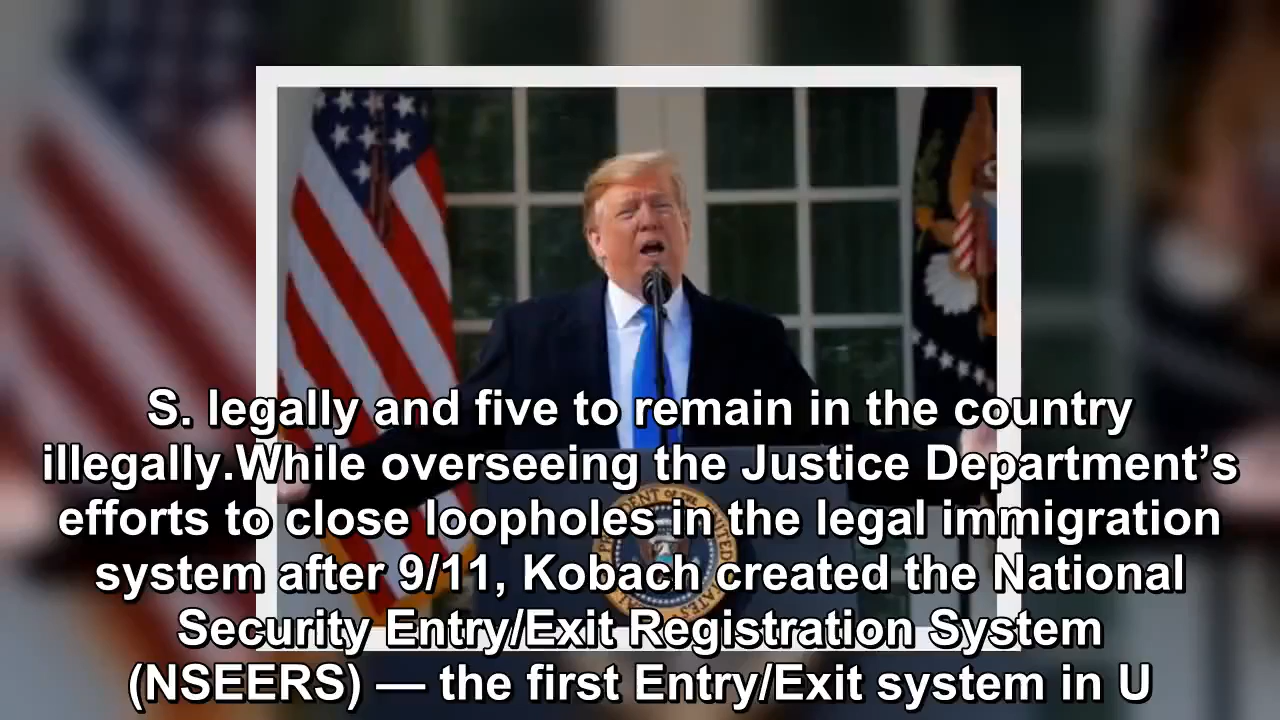 S. legally and five to remain in the country
illegally.While overseeing the Justice Department’s
efforts to close loopholes in the legal immigration
system after 9/11, Kobach created the National
Security Entry/Exit Registration System
(NSEERS) — the first Entry/Exit system in U